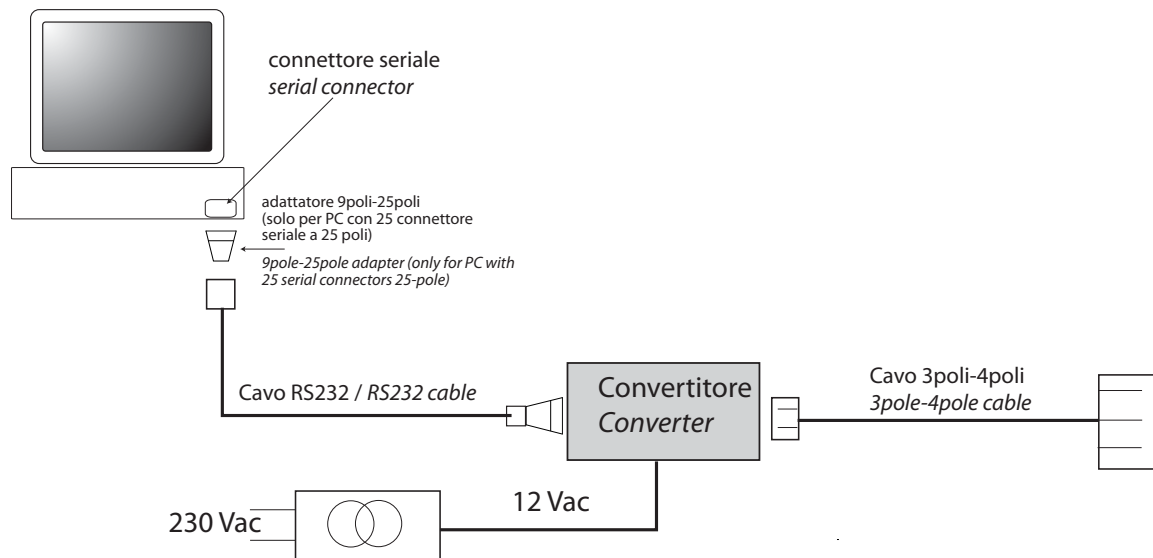 connettore seriale
serial connector
adattatore 9poli-25poli
(solo per PC con 25 connettore
seriale a 25 poli)
9pole-25pole adapter (only for PC with
25 serial connectors 25-pole)
Cavo RS232 / RS232 cable
Convertitore
Converter
Cavo 3poli-4poli
3pole-4pole cable
12 Vac
230 Vac